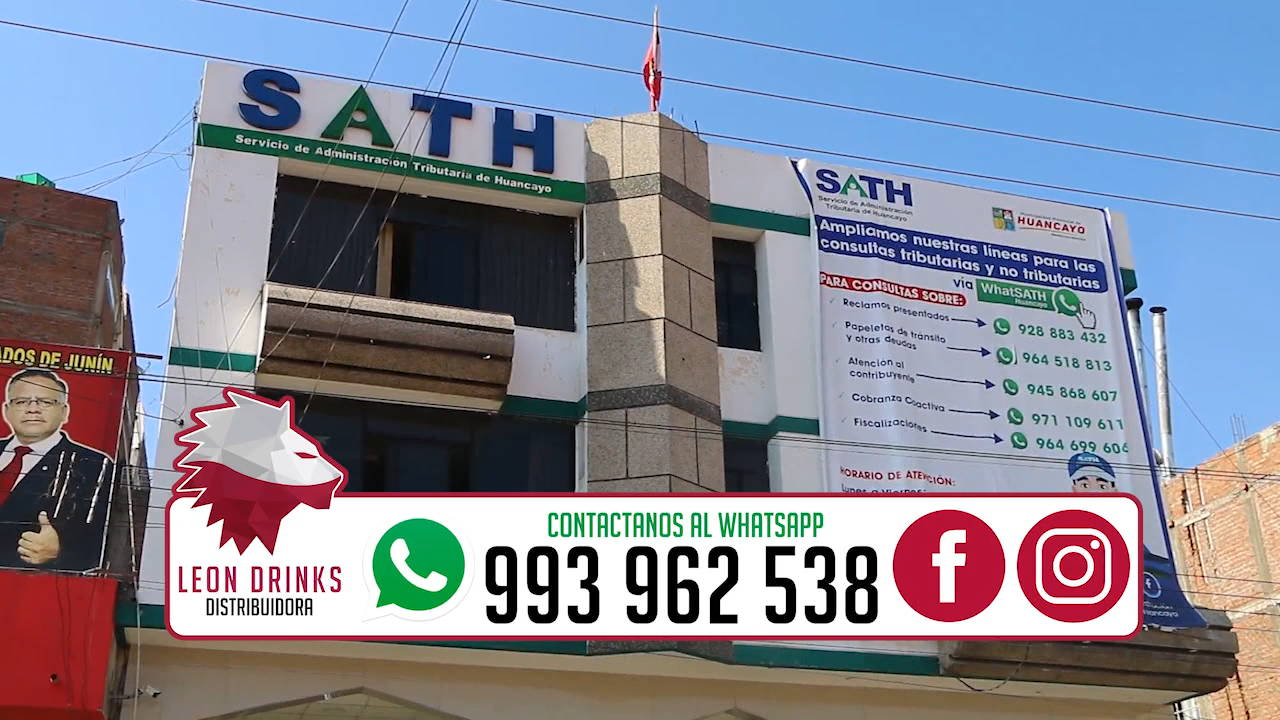 SATH
Servicio de Administración Tributaria de Huancayo
SATH
Servicio de Administración
Tributaria de Huancayo
HUANCAYO
Ampliamos nuestras líneas para las
consultas tributarias y no tributarias
vía WhatSATH
Huancayo
PARA CONSULTAS SOBRE:
Reclamos presentados
928 883 432
Papeletas de tránsito
y otras deudas
964 518 813
Atención al
contribuyente
945 868 607
Cobranza Coactiva
971 109 611
Fiscalizaciones
964 699 606
HORARIO DE ATENCIÓN:
ADOS DE JUNÍN
LEON DRINKS
DISTRIBUIDORA
CONTACTANOS AL WHATSAPP
993 962 538